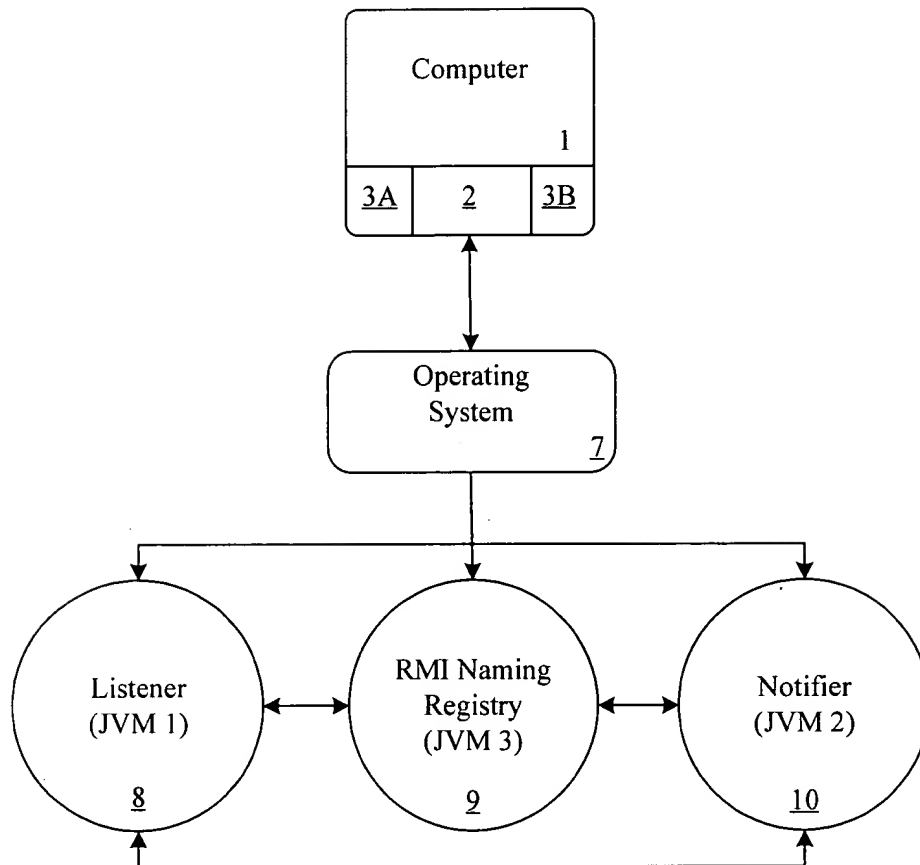 Computer
1
3A 2 3B
Operating
System
7
Listener
(JVM 1)
8
RMI Naming
Registry
(JVM 3)
9
Notifier
(JVM 2)
10